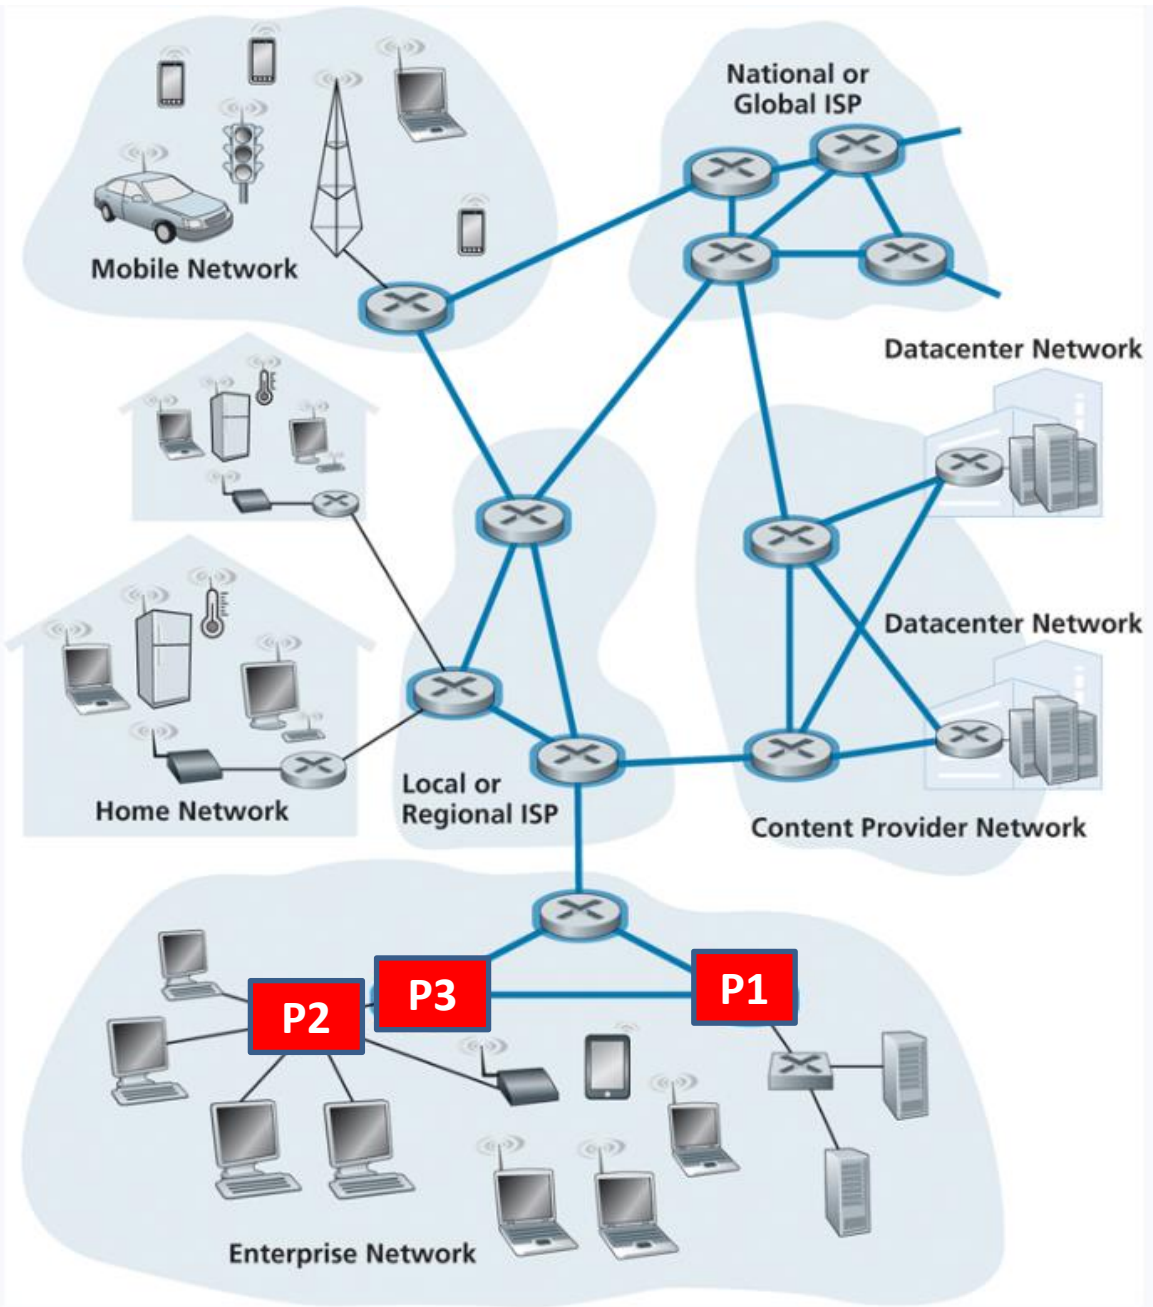 National or
Global ISP
Mobile Network
Datacenter Network
Datacenter Network
Home Network
Local or
Regional ISP
Content Provider Network
P3
P1
P2
Enterprise Network